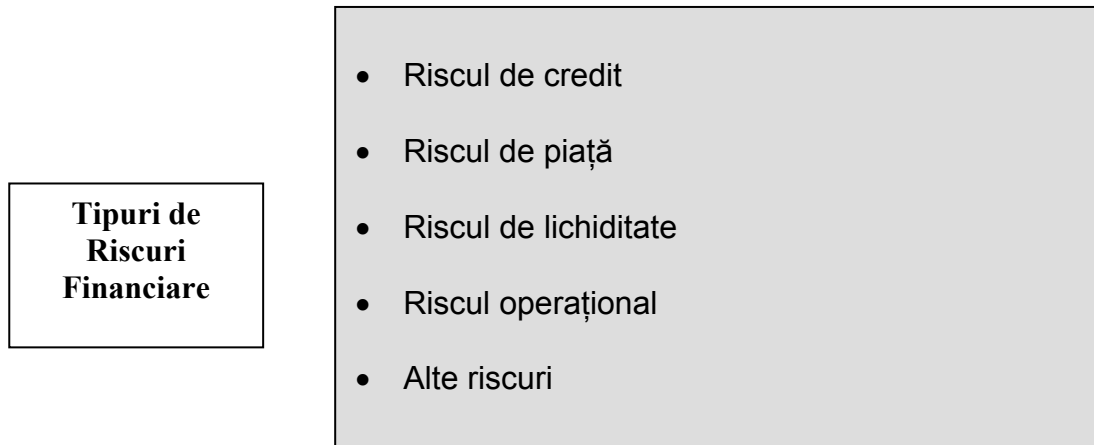 Tipuri de
Riscuri
Financiare
• Riscul de credit
• Riscul de piață
• Riscul de lichiditate
• Riscul operațional
• Alte riscuri